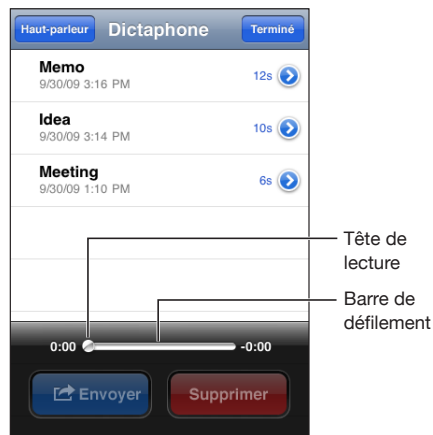 Haut-parleur Dictaphone Terminé
Memo
9/30/09 3:16 PM
12s
Idea
9/30/09 3:14 PM
10s
Meeting
9/30/09 1:10 PM
6s
Tête de
lecture
Barre de
défilement
0:00 -0:00
Envoyer Supprimer